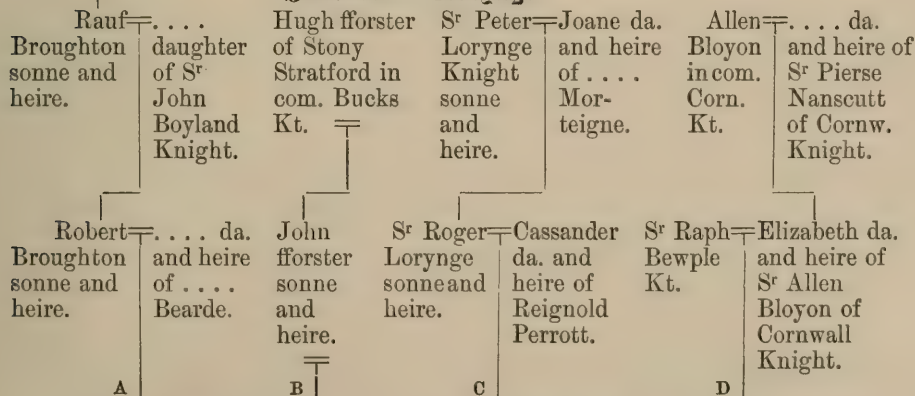 Rauf . . . .
Broughton daughter
sonne and of Sr
heire. John
Boyland
Knight.
Hugh fforster
of Stony
Stratford in
com. Bucks
Kt.
Sr Peter Joane da.
Lorynge and heire
Knight of . . . .
sonne Mor-
and teigne.
heire.
Allen . . . . da.
Bloyon and heire of
in com. Sr Pierse
Corn. Nanscutt
Kt. of Cornw.
Knight.
Robert . . . . da.
Broughton and heire
sonne and of . . . .
heire. Bearde.
John
fforster
sonne
and
heire.
Sr Roger Cassander
Lorynge da. and
sonne and heire of
heire. Reignold
Perrott.
Sr Raph Elizabeth da.
Bewple and heire of
Kt. Sr Allen
Bloyon of
Cornwall
Knight.
A B C D